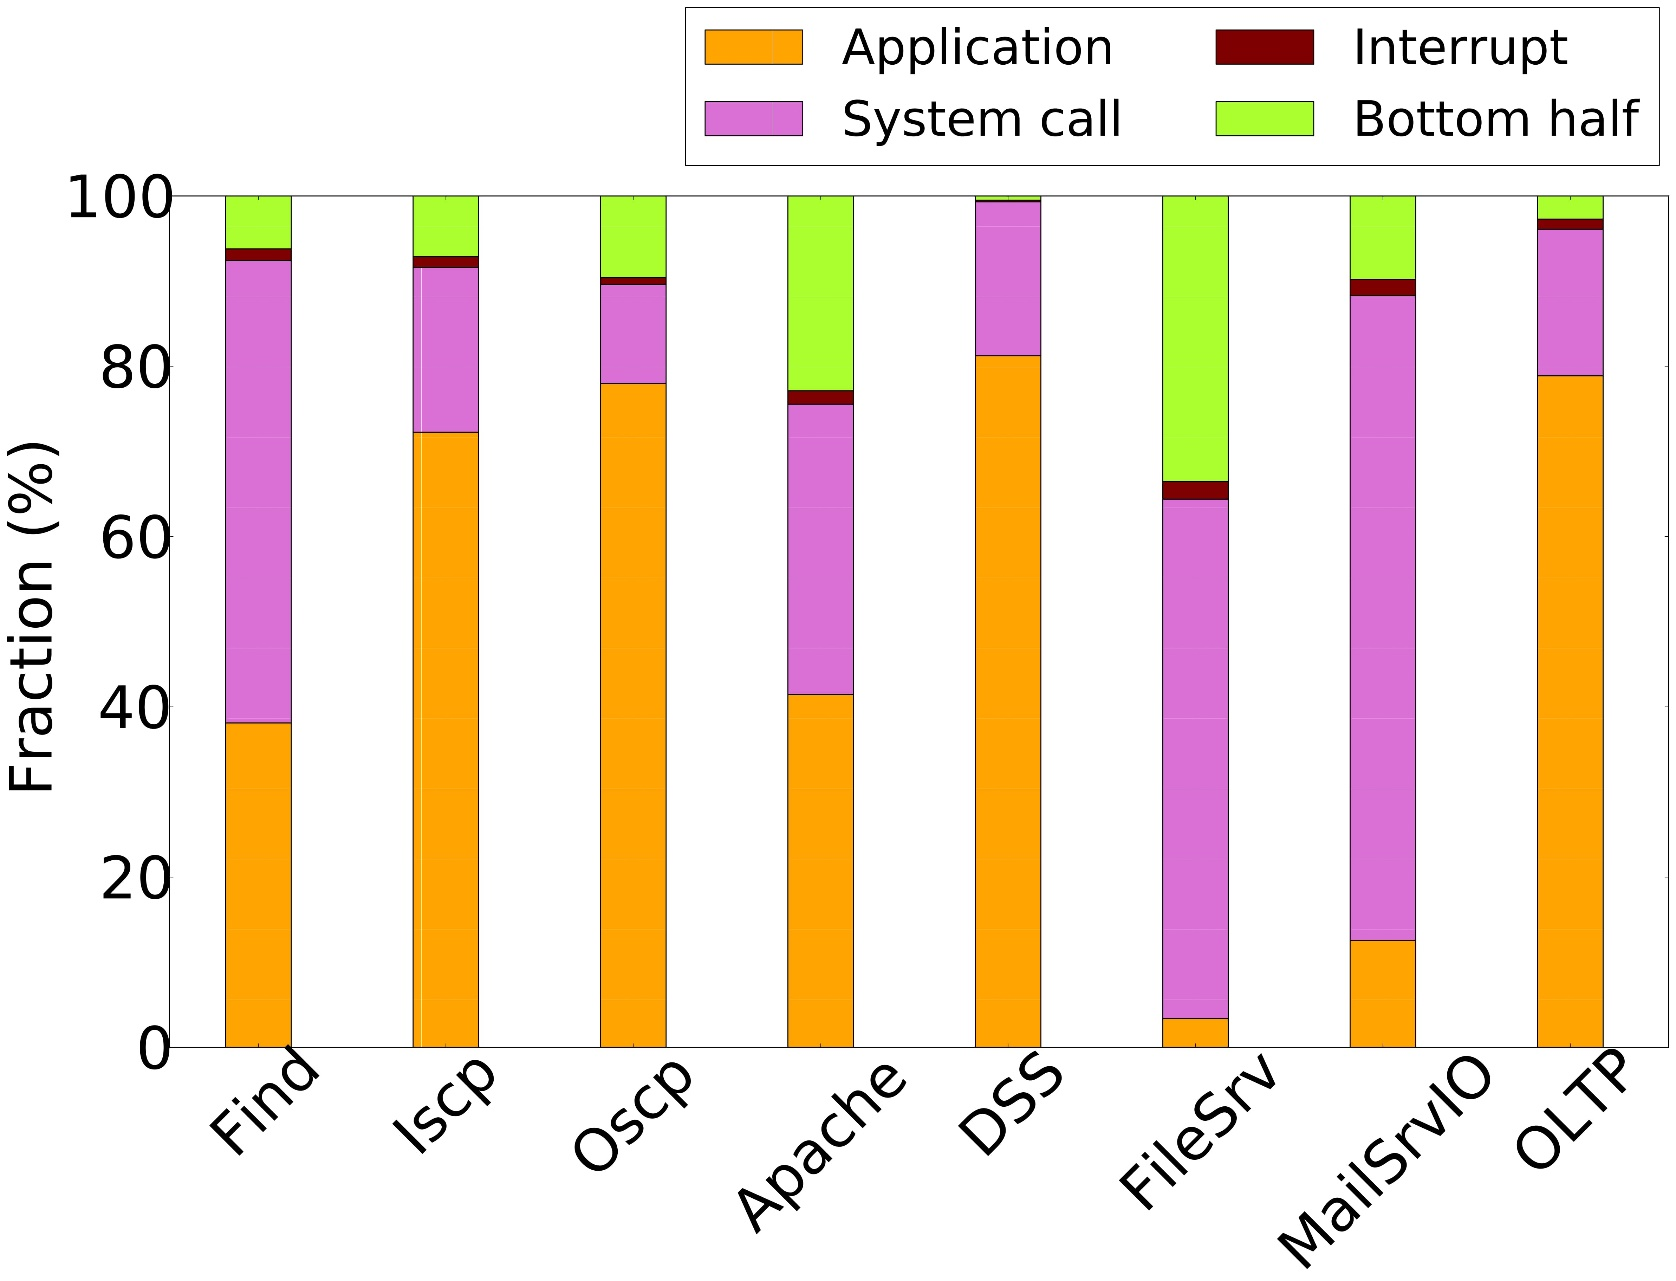 Application
Interrupt
System call
Bottom half
100
80
60
40
20
0
Fraction (%)
Find
Iscp
Oscp
Apache
DSS
FileSrv
MailSrvIO
OLTP